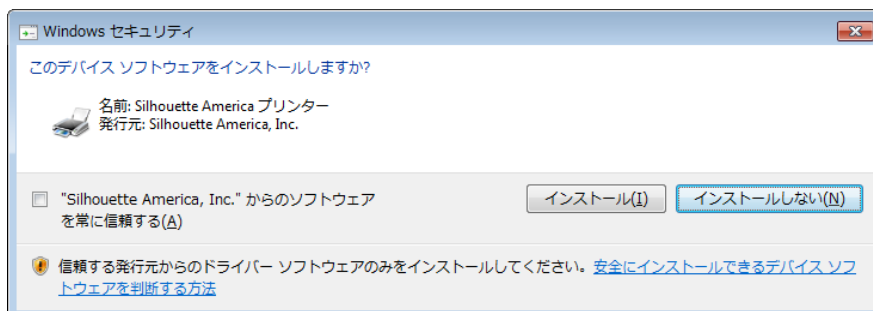 Windows セキュリティ
このデバイス ソフトウェアをインストールしますか?
名前: Silhouette America プリンター
発行元: Silhouette America, Inc.
"Silhouette America, Inc." からのソフトウェア
を常に信頼する(A)
インストール(I)
インストールしない(N)
信頼する発行元からのドライバー ソフトウェアのみをインストールしてください。安全にインストールできるデバイス ソフ
トウェアを判断する方法